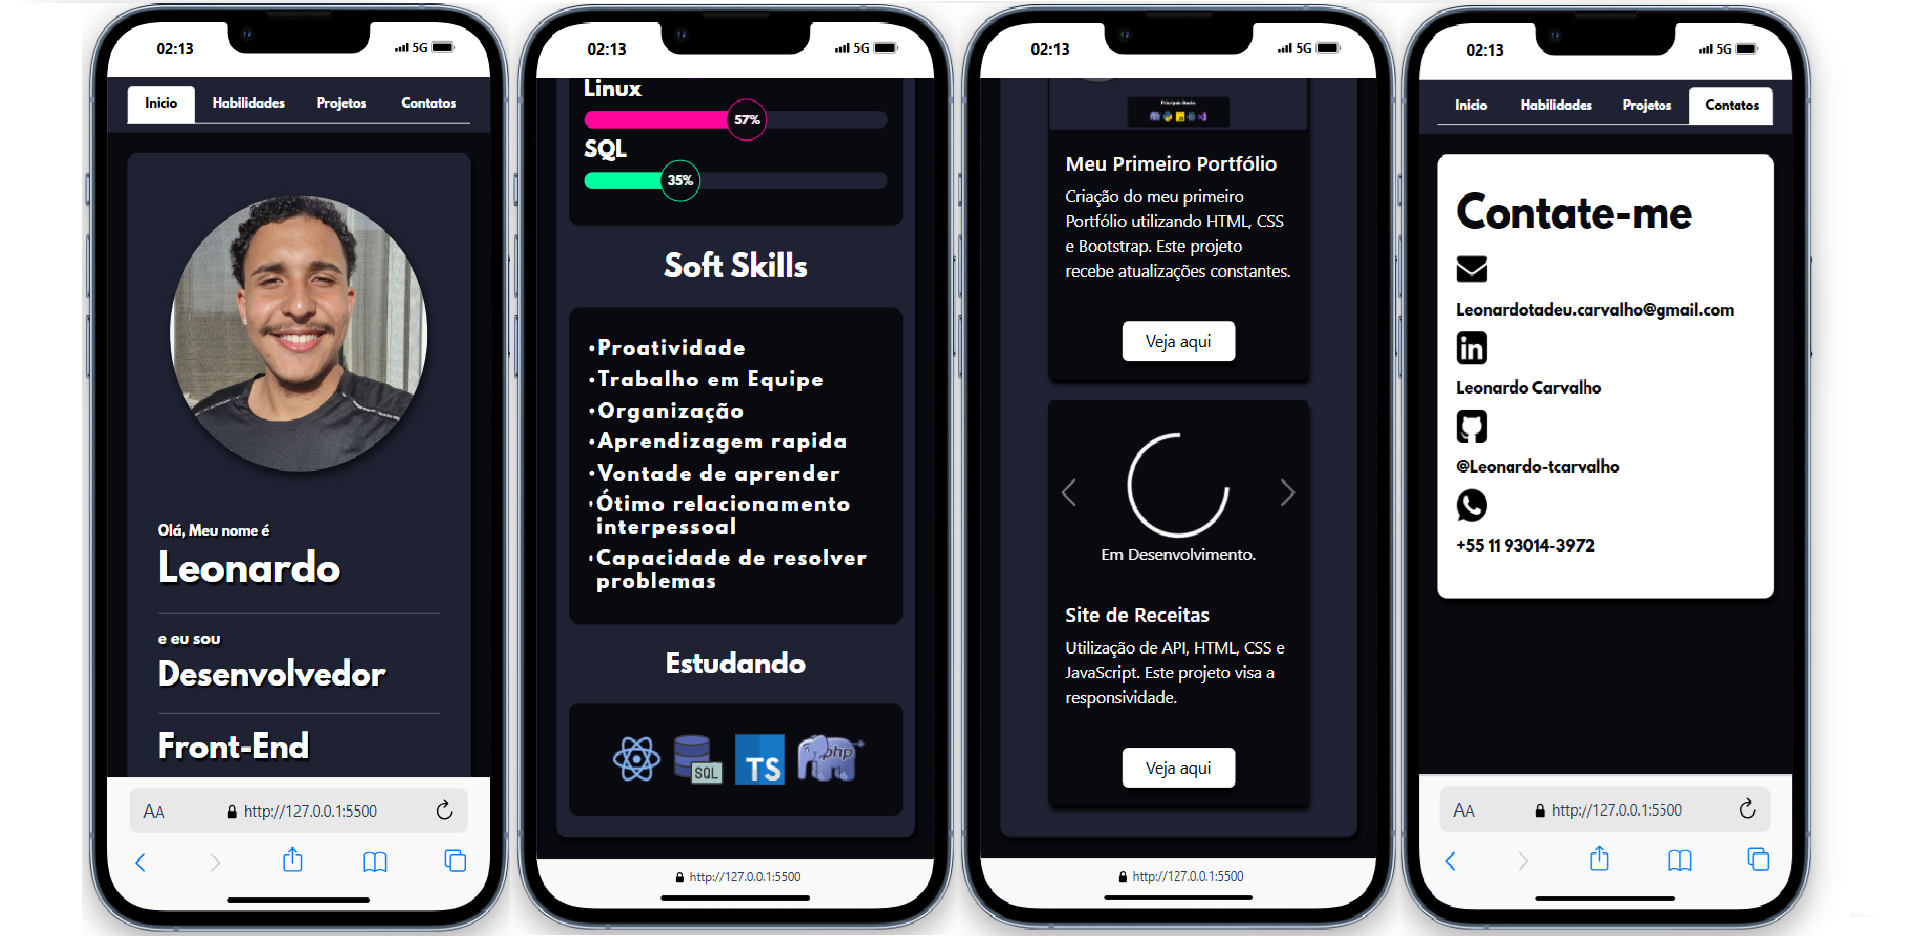 02:13
5G
Inicio
Habilidades
Projetos
Contatos
Olá, Meu nome é
Leonardo
e eu sou
Desenvolvedor
Front-End
AA
http://127.0.0.1:5500
02:13
5G
Linux
57%
SQL
35%
Soft Skills
•Proatividade
•Trabalho em Equipe
•Organização
•Aprendizagem rapida
•Vontade de aprender
•Ótimo relacionamento
interpessoal
•Capacidade de resolver
problemas
Estudando
SQL
TS
php
http://127.0.0.1:5500
02:13
5G
Meu Primeiro Portfólio
Criação do meu primeiro
Portfólio utilizando HTML, CSS
e Bootstrap. Este projeto
recebe atualizações constantes.
Veja aqui
Em Desenvolvimento.
Site de Receitas
Utilização de API, HTML, CSS e
JavaScript. Este projeto visa a
responsividade.
Veja aqui
http://127.0.0.1:5500
02:13
5G
Inicio
Habilidades
Projetos
Contatos
Contate-me
Leonardotadeu.carvalho@gmail.com
in
Leonardo Carvalho
@Leonardo-tcarvalho
+55 11 93014-3972
AA
http://127.0.0.1:5500